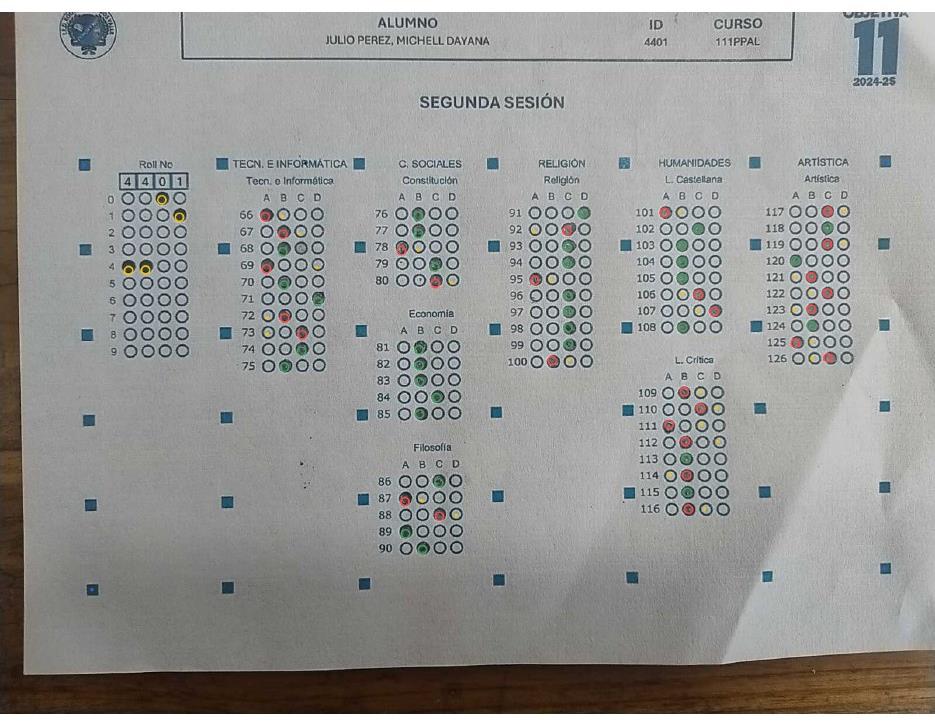 ALUMNO ID CURSO
JULIO PEREZ, MICHELL DAYANA 4401 111PPAL
OBJETIVA
11
2024-25
SEGUNDA SESIÓN
Roll No
4 4 0 1
0
1
2
3
4
5
6
7
8
9
TECN. E INFORMÁTICA
Tecn. e Informática
A B C D
66
67
68
69
70
71
72
73
74
75
C. SOCIALES
Constitución
A B C D
76
77
78
79
80
Economía
A B C D
81
82
83
84
85
Filosofía
A B C D
86
87
88
89
90
RELIGIÓN
Religión
A B C D
91
92
93
94
95
96
97
98
99
100
HUMANIDADES
L. Castellana
A B C D
101
102
103
104
105
106
107
108
L. Crítica
A B C D
109
110
111
112
113
114
115
116
ARTÍSTICA
Artística
A B C D
117
118
119
120
121
122
123
124
125
126